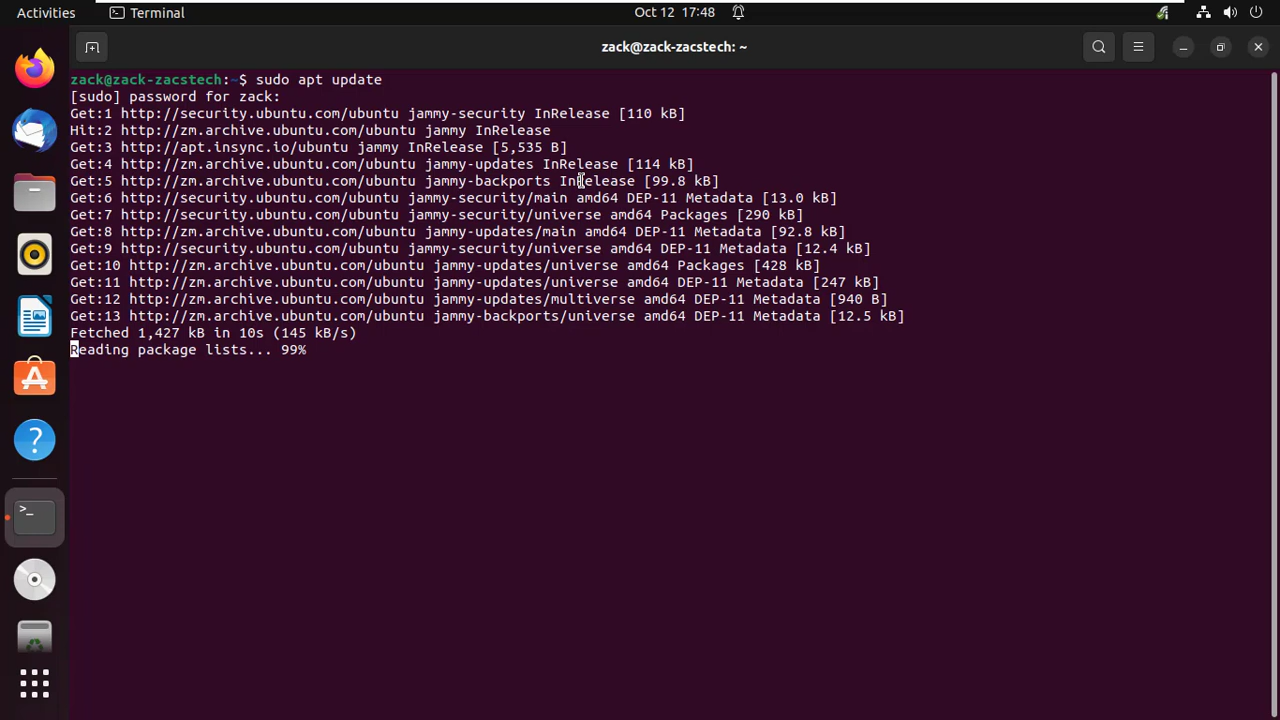 Activities
Terminal
Oct 12 17:48
zack@zack-zacstech: ~
zack@zack-zacstech:~$ sudo apt update
[sudo] password for zack:
Get:1 http://security.ubuntu.com/ubuntu jammy-security InRelease [110 kB]
Hit:2 http://zm.archive.ubuntu.com/ubuntu jammy InRelease
Get:3 http://apt.insync.io/ubuntu jammy InRelease [5,535 B]
Get:4 http://zm.archive.ubuntu.com/ubuntu jammy-updates InRelease [114 kB]
Get:5 http://zm.archive.ubuntu.com/ubuntu jammy-backports InRelease [99.8 kB]
Get:6 http://security.ubuntu.com/ubuntu jammy-security/main amd64 DEP-11 Metadata [13.0 kB]
Get:7 http://security.ubuntu.com/ubuntu jammy-security/universe amd64 Packages [290 kB]
Get:8 http://zm.archive.ubuntu.com/ubuntu jammy-updates/main amd64 DEP-11 Metadata [92.8 kB]
Get:9 http://security.ubuntu.com/ubuntu jammy-security/universe amd64 DEP-11 Metadata [12.4 kB]
Get:10 http://zm.archive.ubuntu.com/ubuntu jammy-updates/universe amd64 Packages [428 kB]
Get:11 http://zm.archive.ubuntu.com/ubuntu jammy-updates/universe amd64 DEP-11 Metadata [247 kB]
Get:12 http://zm.archive.ubuntu.com/ubuntu jammy-updates/multiverse amd64 DEP-11 Metadata [940 B]
Get:13 http://zm.archive.ubuntu.com/ubuntu jammy-backports/universe amd64 DEP-11 Metadata [12.5 kB]
Fetched 1,427 kB in 10s (145 kB/s)
Reading package lists... 99%